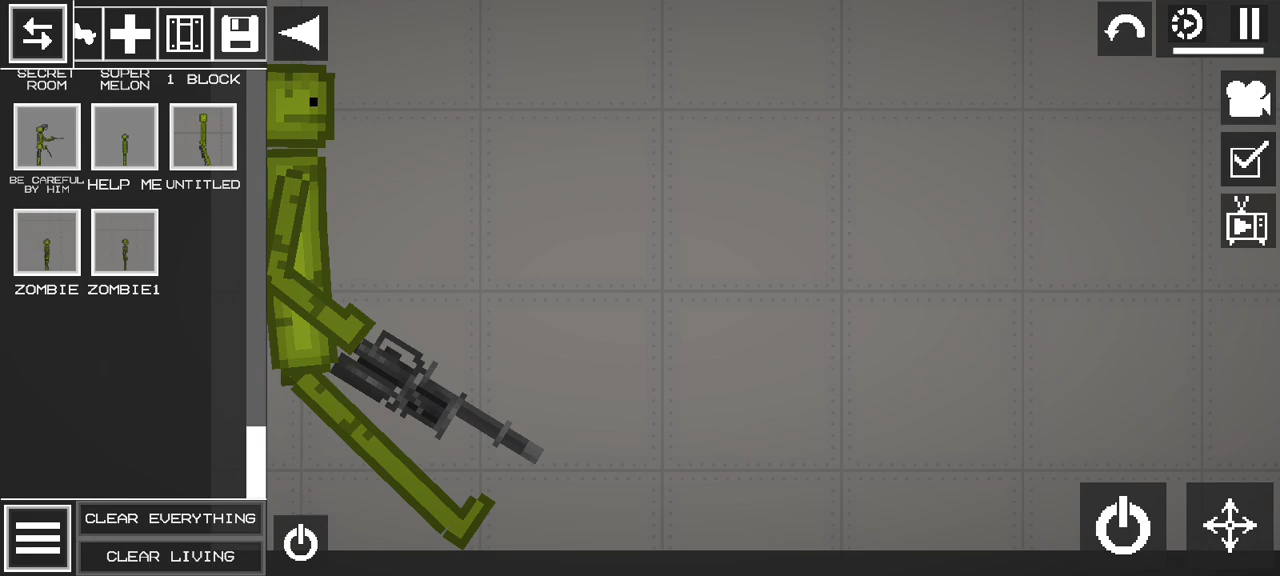 SECRET
ROOM
SUPER
MELON
1 BLOCK
BE CAREFUL
BY HIM
HELP ME
UNTITLED
ZOMBIE
ZOMBIE1
CLEAR EVERYTHING
CLEAR LIVING